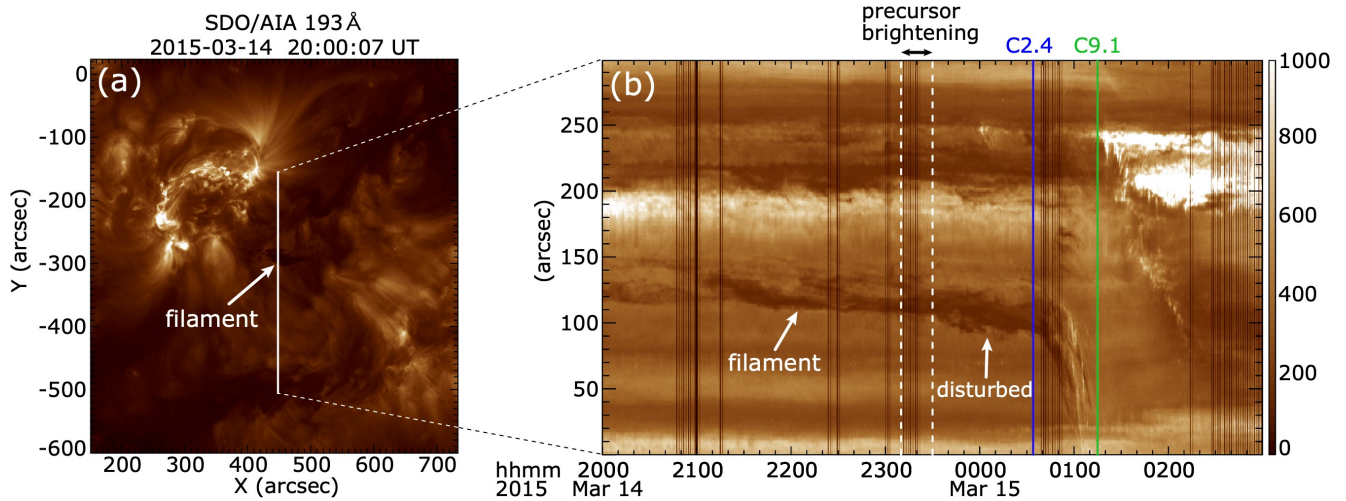 SDO/AIA 193Å
2015-03-14 20:00:07 UT
(a)
0
-100
-200
-300
-400
-500
-600
Y (arcsec)
filament
200 300 400 500 600 700
X (arcsec)
precursor
brightening
C2.4 C9.1
(b)
250
200
150
100
50
(arcsec)
filament
disturbed
hhmm 2000 2100 2200 2300 0000 0100 0200
2015 Mar 14 Mar 15
1000
800
600
400
200
0